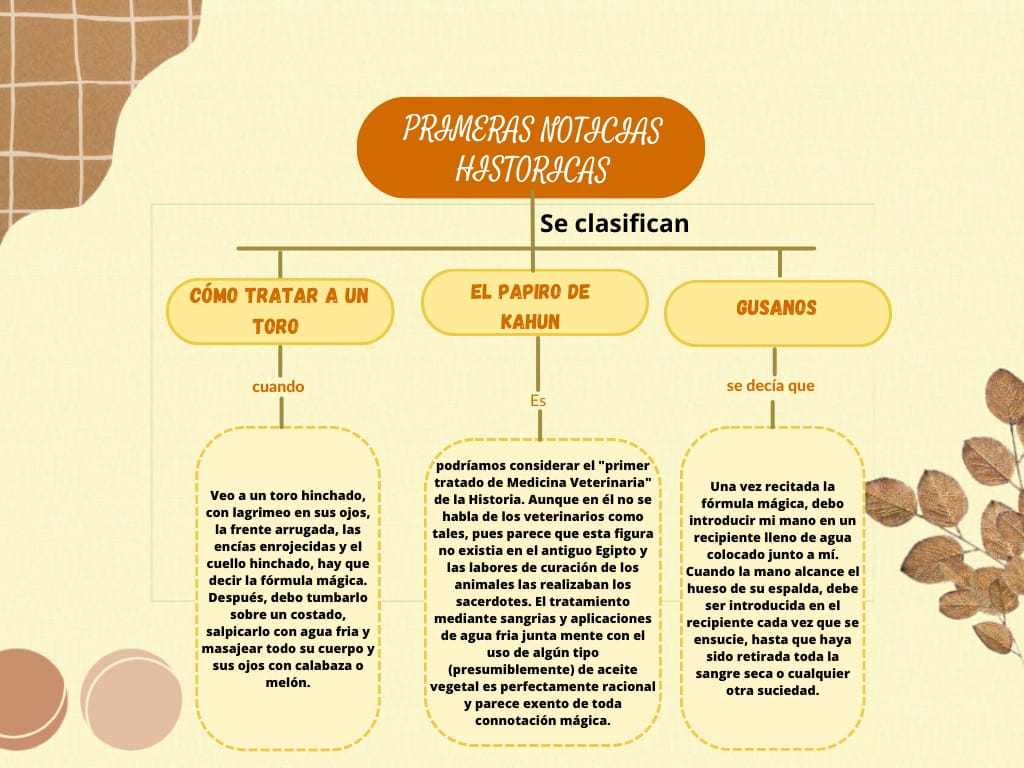 PRIMERAS NOTICIAS
HISTORICAS
Se clasifican
CÓMO TRATAR A UN
TORO
cuando
Veo a un toro hinchado,
con lagrimeo en sus ojos,
la frente arrugada, las
encías enrojecidas y el
cuello hinchado, hay que
decir la fórmula mágica.
Después, debo tumbarlo
sobre un costado,
salpicarlo con agua fria y
masajear todo su cuerpo y
sus ojos con calabaza o
melón.
EL PAPIRO DE
KAHUN
Es
podríamos considerar el "primer
tratado de Medicina Veterinaria"
de la Historia. Aunque en él no se
habla de los veterinarios como
tales, pues parece que esta figura
no existia en el antiguo Egipto y
las labores de curación de los
animales las realizaban los
sacerdotes. El tratamiento
mediante sangrias y aplicaciones
de agua fria junta mente con el
uso de algún tipo
(presumiblemente) de aceite
vegetal es perfectamente racional
y parece exento de toda
connotación mágica.
GUSANOS
se decía que
Una vez recitada la
fórmula mágica, debo
introducir mi mano en un
recipiente lleno de agua
colocado junto a mí.
Cuando la mano alcance el
hueso de su espalda, debe
ser introducida en el
recipiente cada vez que se
ensucie, hasta que haya
sido retirada toda la
sangre seca o cualquier
otra suciedad.